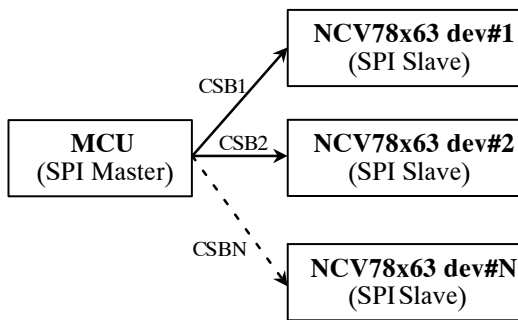 NCV78x63 dev#1
(SPI Slave)
CSB1
MCU
(SPI Master)
CSB2
NCV78x63 dev#2
(SPI Slave)
CSBN
NCV78x63 dev#N
(SPI Slave)